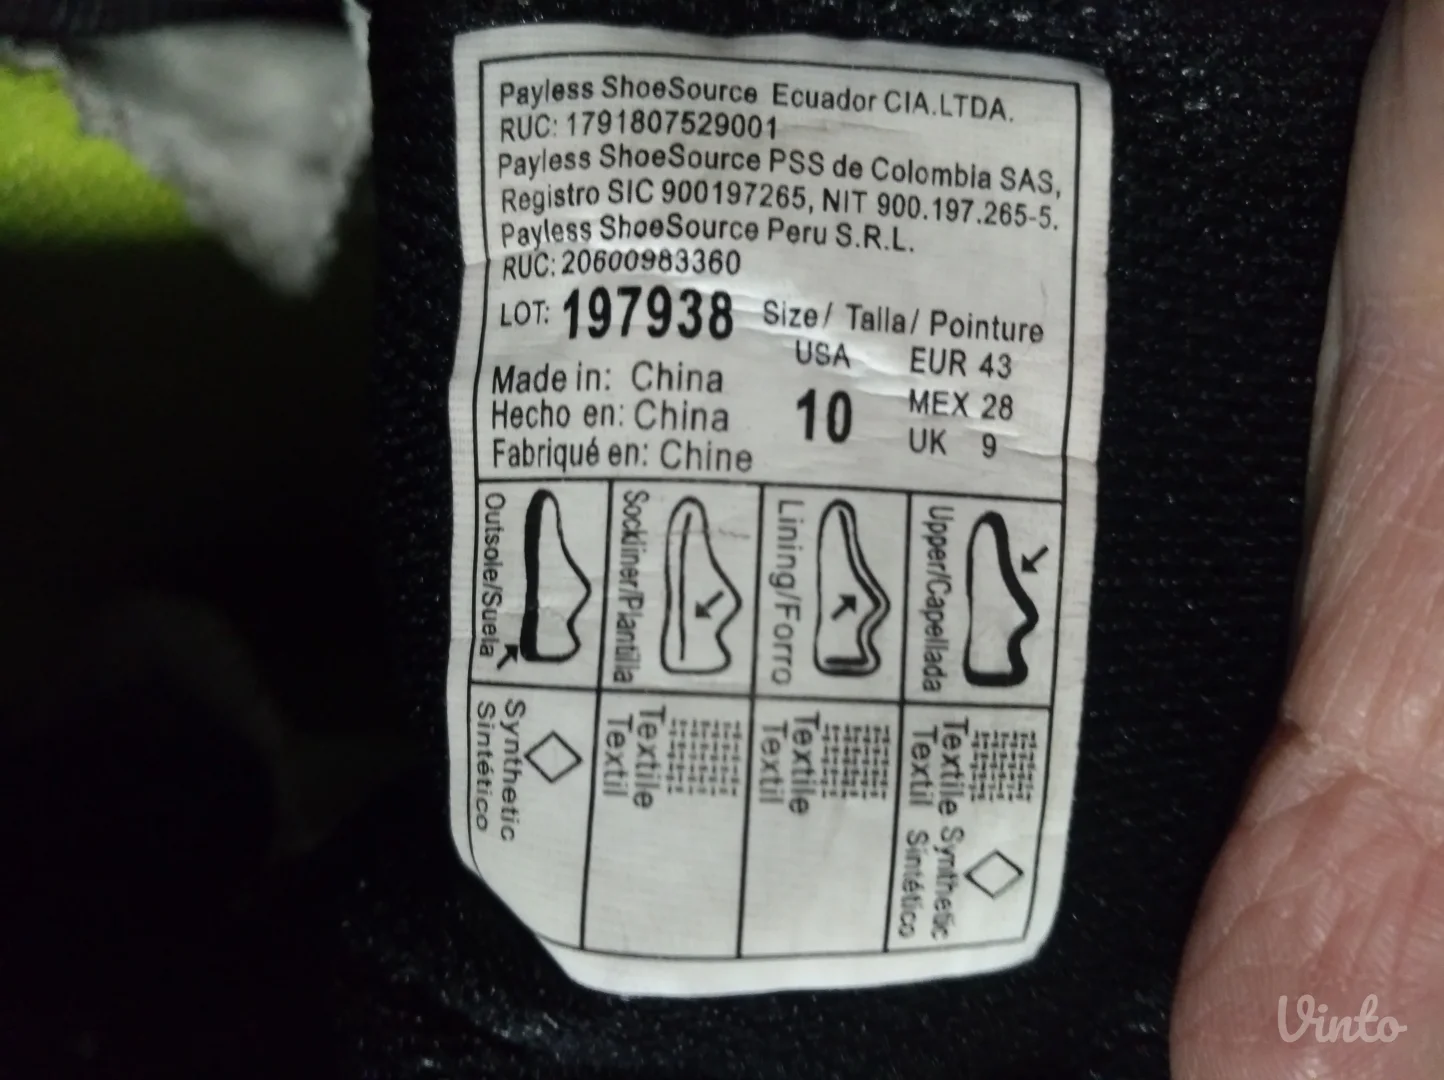 Payless ShoeSource Ecuador CIA.LTDA.
RUC: 1791807529001
Payless ShoeSource PSS de Colombia SAS,
Registro SIC 900197265, NIT 900.197.265-5.
Payless ShoeSource Peru S.R.L.
RUC: 20600983360
LOT: 197938
Size/ Talla/ Pointure
USA
10
EUR 43
MEX 28
UK 9
Made in: China
Hecho en: China
Fabriqué en: Chine
Upper/Capellada
Textile Synthetic
Textil Sintético
Lining/Forro
Textile
Textil
Sockliner/Plantilla
Textile
Textil
Outsole/Suela
Synthetic
Sintético
Vinto